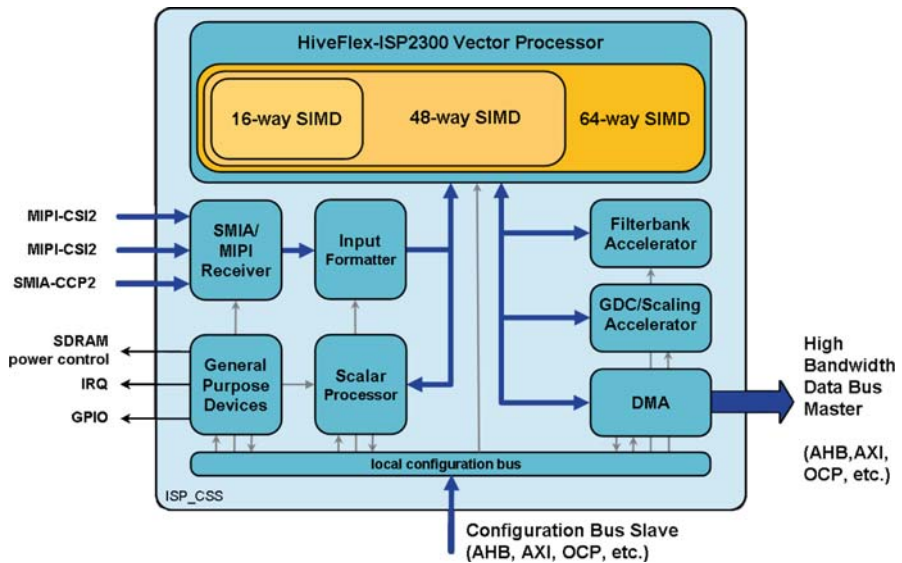 HiveFlex-ISP2300 Vector Processor
16-way SIMD
48-way SIMD
64-way SIMD
MIPI-CSI2
MIPI-CSI2
SMIA-CCP2
SMIA/
MIPI
Receiver
Input
Formatter
Filterbank
Accelerator
GDC/Scaling
Accelerator
SDRAM
power control
IRQ
GPIO
General
Purpose
Devices
Scalar
Processor
DMA
High
Bandwidth
Data Bus
Master
(AHB,AXI,
OCP, etc.)
local configuration bus
ISP_CSS
Configuration Bus Slave
(AHB, AXI, OCP, etc.)